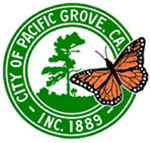 CITY OF PACIFIC GROVE, CA.
- INC. 1889 -